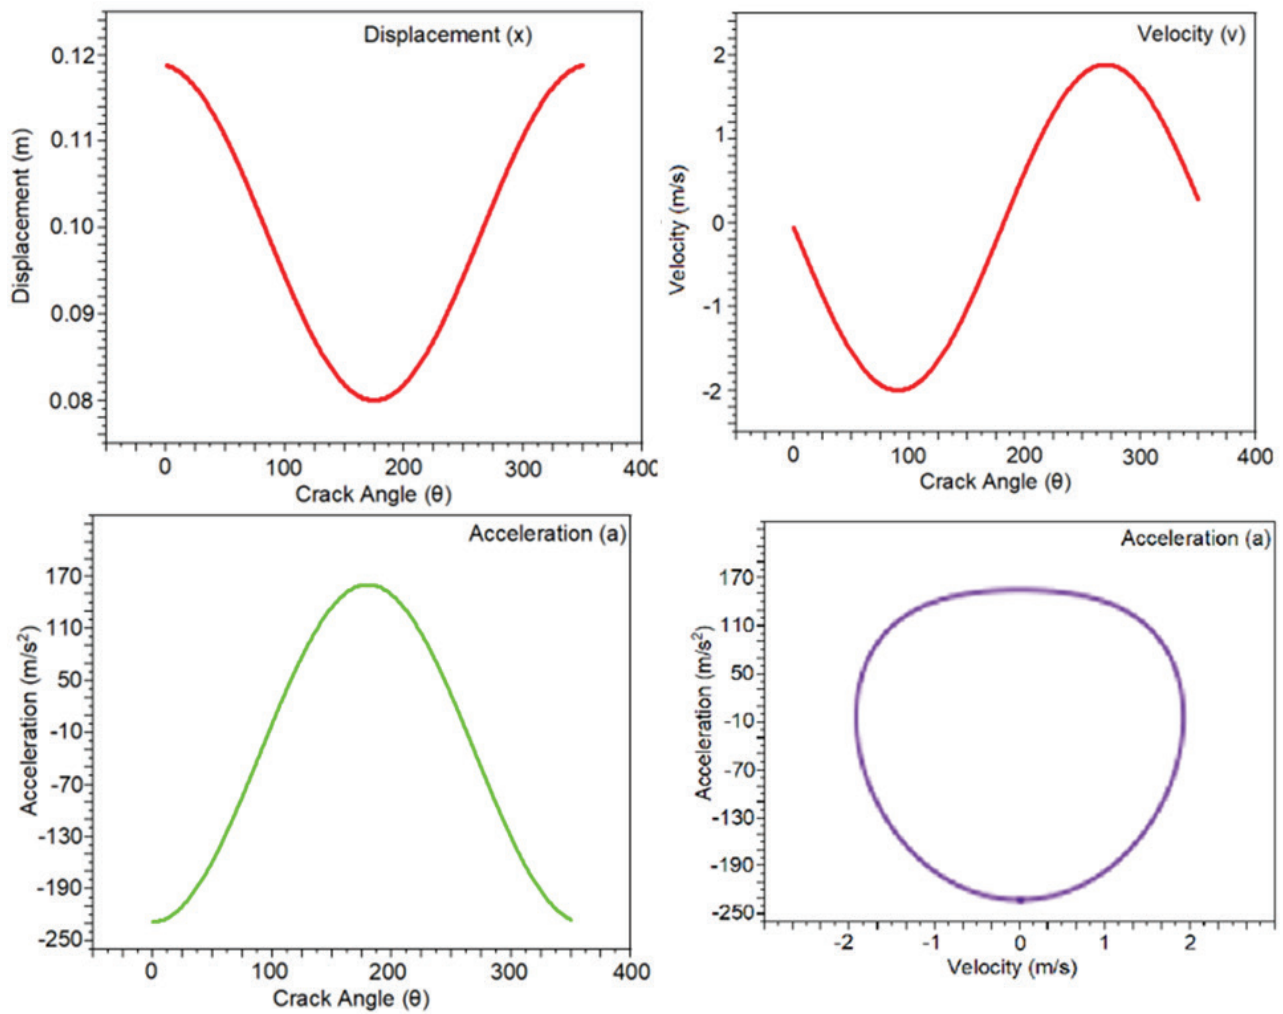 Displacement (x)
Displacement (m)
0.12
0.11
0.10
0.09
0.08
0 100 200 300 400
Crack Angle (θ)
Velocity (v)
Velocity (m/s)
2
1
0
-1
-2
0 100 200 300 400
Crack Angle (θ)
Acceleration (a)
Acceleration (m/s²)
170
110
50
-10
-70
-130
-190
-250
0 100 200 300 400
Crack Angle (θ)
Acceleration (a)
Acceleration (m/s²)
170
110
50
-10
-70
-130
-190
-250
-2 -1 0 1 2
Velocity (m/s)